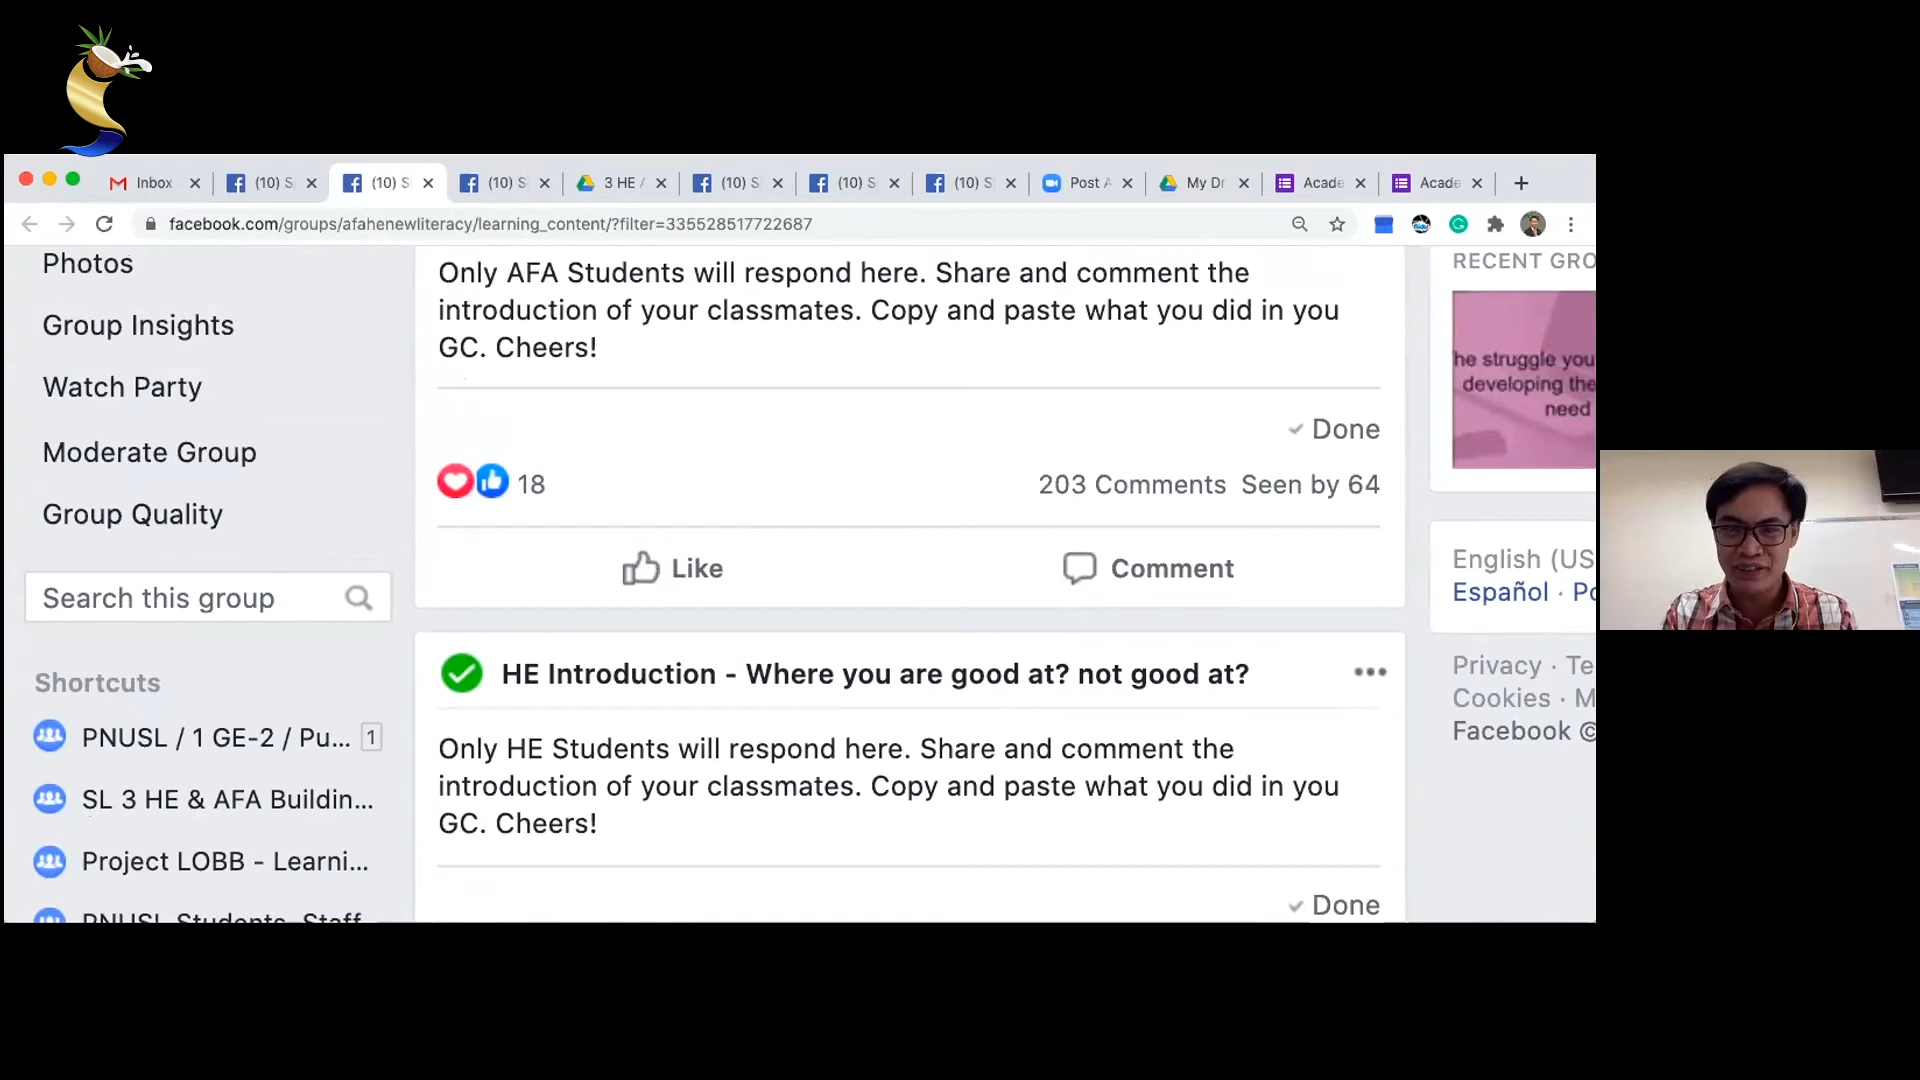 Inbox
(10) S
(10) S
(10) S
3 HE /
(10) S
(10) S
(10) S
Post A
My Dr
Acade
Acade
facebook.com/groups/afahenewliteracy/learning_content/?filter=335528517722687
Photos
Group Insights
Watch Party
Moderate Group
Group Quality
Search this group
Shortcuts
PNUSL / 1 GE-2 / Pu... 1
SL 3 HE & AFA Buildin...
Project LOBB - Learni...
PNUSL Students, Staff
Only AFA Students will respond here. Share and comment the
introduction of your classmates. Copy and paste what you did in you
GC. Cheers!
Done
18
203 Comments Seen by 64
Like
Comment
HE Introduction - Where you are good at? not good at?
Only HE Students will respond here. Share and comment the
introduction of your classmates. Copy and paste what you did in you
GC. Cheers!
Done
RECENT GRO
he struggle you
developing the
need
English (US
Español · Po
Privacy · Te
Cookies · M
Facebook ©